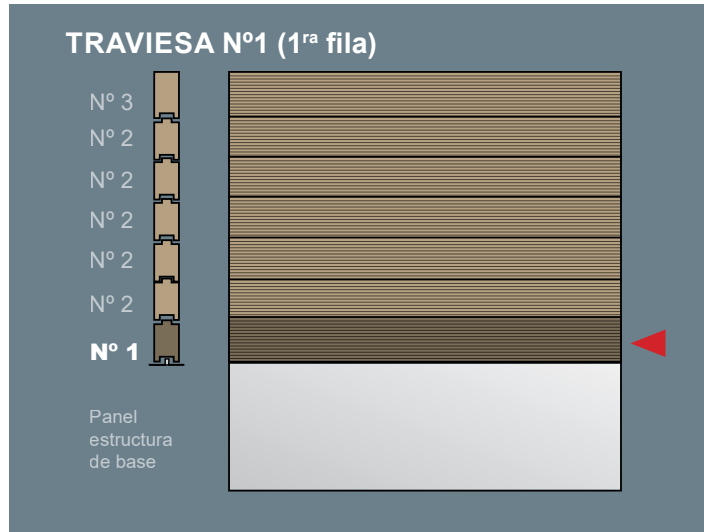 TRAVIESA Nº1 (1ra fila)
Nº 3
Nº 2
Nº 2
Nº 2
Nº 2
Nº 2
Nº 1
Panel
estructura
de base